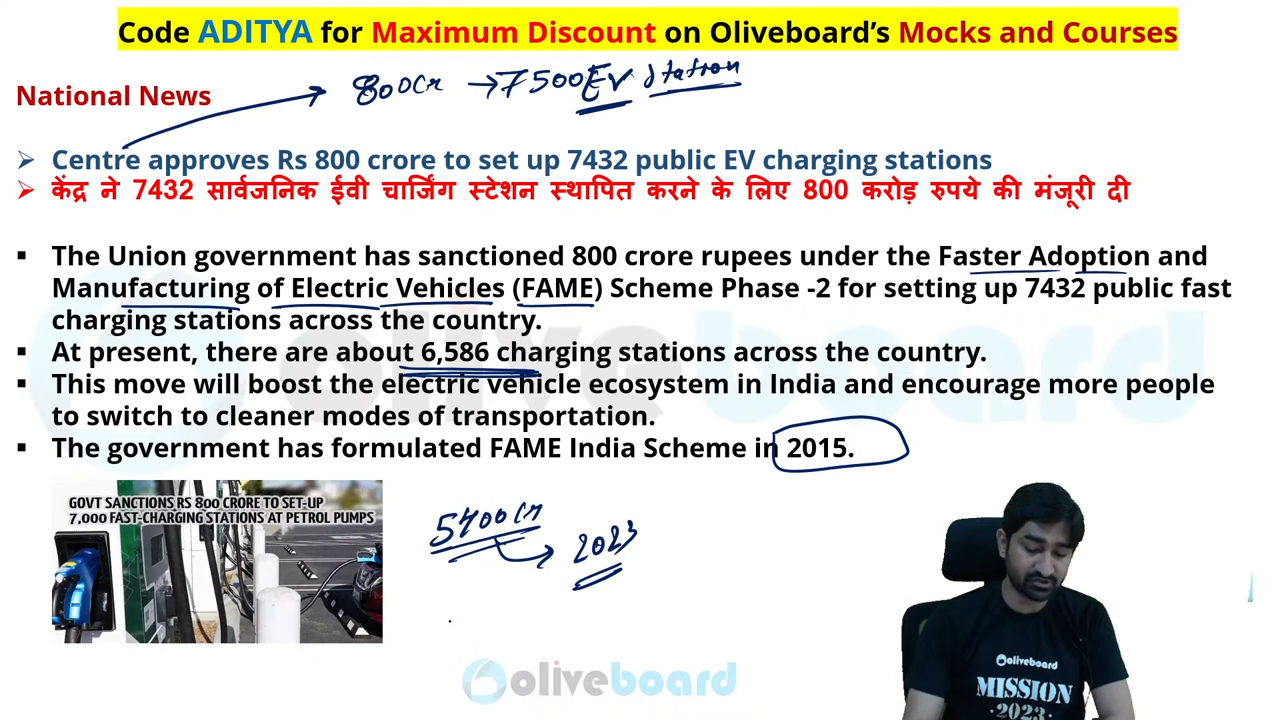 Code ADITYA for Maximum Discount on Oliveboard's Mocks and Courses
800Cr → 7500 EV Station
National News
➢ Centre approves Rs 800 crore to set up 7432 public EV charging stations
➢ केंद्र ने 7432 सार्वजनिक ईवी चार्जिंग स्टेशन स्थापित करने के लिए 800 करोड़ रुपये की मंजूरी दी
▪ The Union government has sanctioned 800 crore rupees under the Faster Adoption and
Manufacturing of Electric Vehicles (FAME) Scheme Phase -2 for setting up 7432 public fast
charging stations across the country.
▪ At present, there are about 6,586 charging stations across the country.
▪ This move will boost the electric vehicle ecosystem in India and encourage more people
to switch to cleaner modes of transportation.
▪ The government has formulated FAME India Scheme in 2015.
GOVT SANCTIONS RS 800 CRORE TO SET-UP
7,000 FAST-CHARGING STATIONS AT PETROL PUMPS
5400 Cr
2023
oliveboard
MISSION
·2023·
oliveboard
oliveboard